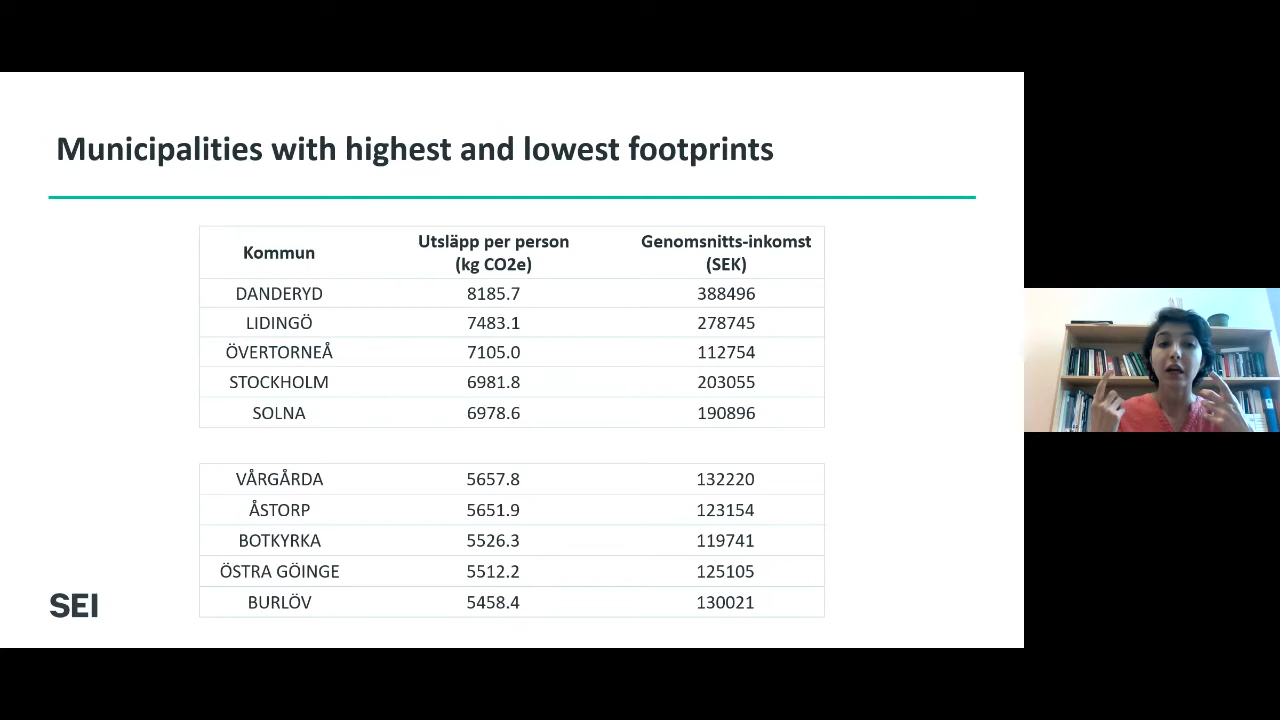 Municipalities with highest and lowest footprints
Kommun
Utsläpp per person
(kg CO2e)
Genomsnitts-inkomst
(SEK)
DANDERYD 8185.7 388496
LIDINGÖ 7483.1 278745
ÖVERTORNEÅ 7105.0 112754
STOCKHOLM 6981.8 203055
SOLNA 6978.6 190896
VÅRGÅRDA 5657.8 132220
ÅSTORP 5651.9 123154
BOTKYRKA 5526.3 119741
ÖSTRA GÖINGE 5512.2 125105
BURLÖV 5458.4 130021
SEI